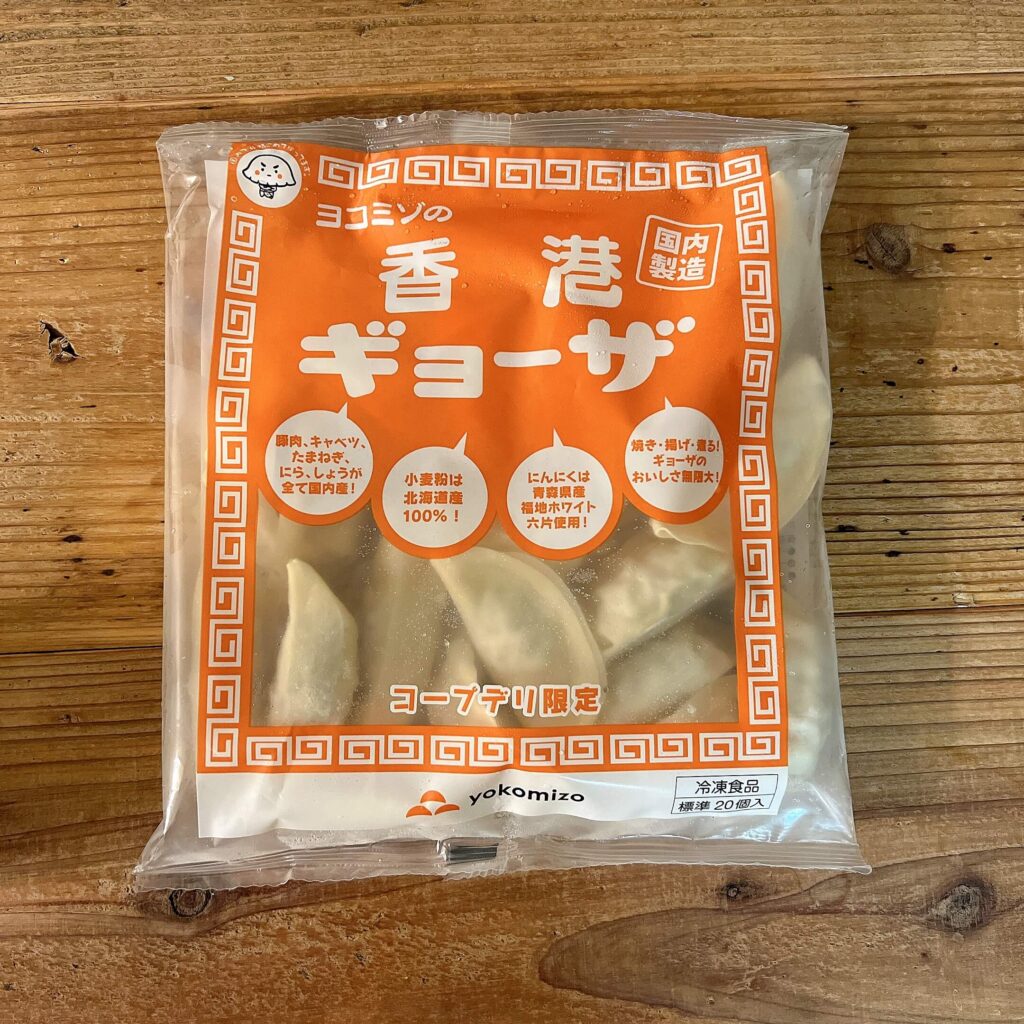 ヨコミゾの
香港
ギョーザ
国内
製造
豚肉、キャベツ、
たまねぎ、
にら、しょうが
全て国内産!
小麦粉は
北海道産
100%!
にんにくは
青森県産
福地ホワイト
六片使用!
焼き・揚げ・煮る!
ギョーザの
おいしさ無限大!
コープデリ限定
yokomizo
冷凍食品
標準 20個入